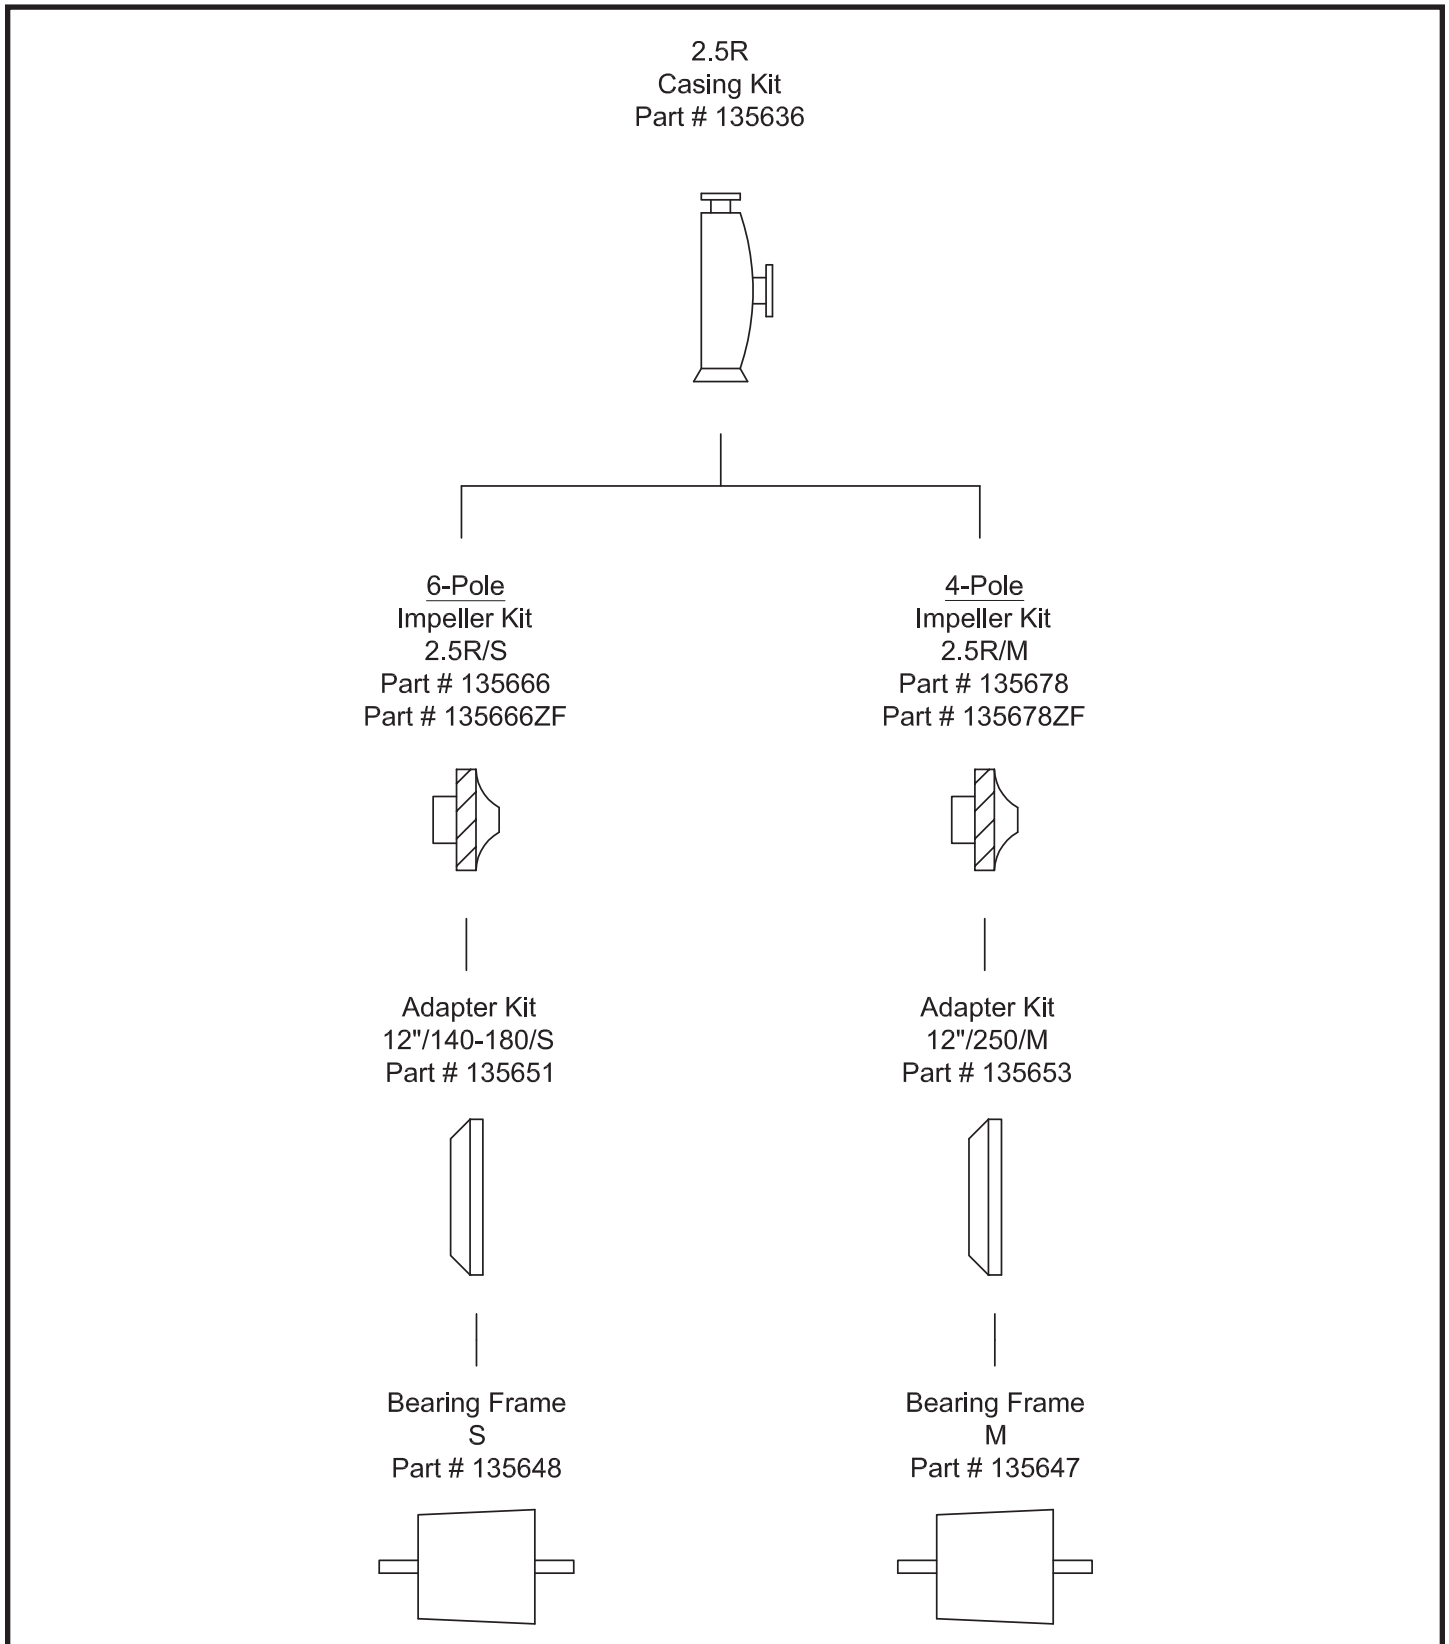 2.5R
Casing Kit
Part # 135636
6-Pole
Impeller Kit
2.5R/S
Part # 135666
Part # 135666ZF
4-Pole
Impeller Kit
2.5R/M
Part # 135678
Part # 135678ZF
Adapter Kit
12"/140-180/S
Part # 135651
Adapter Kit
12"/250/M
Part # 135653
Bearing Frame
S
Part # 135648
Bearing Frame
M
Part # 135647